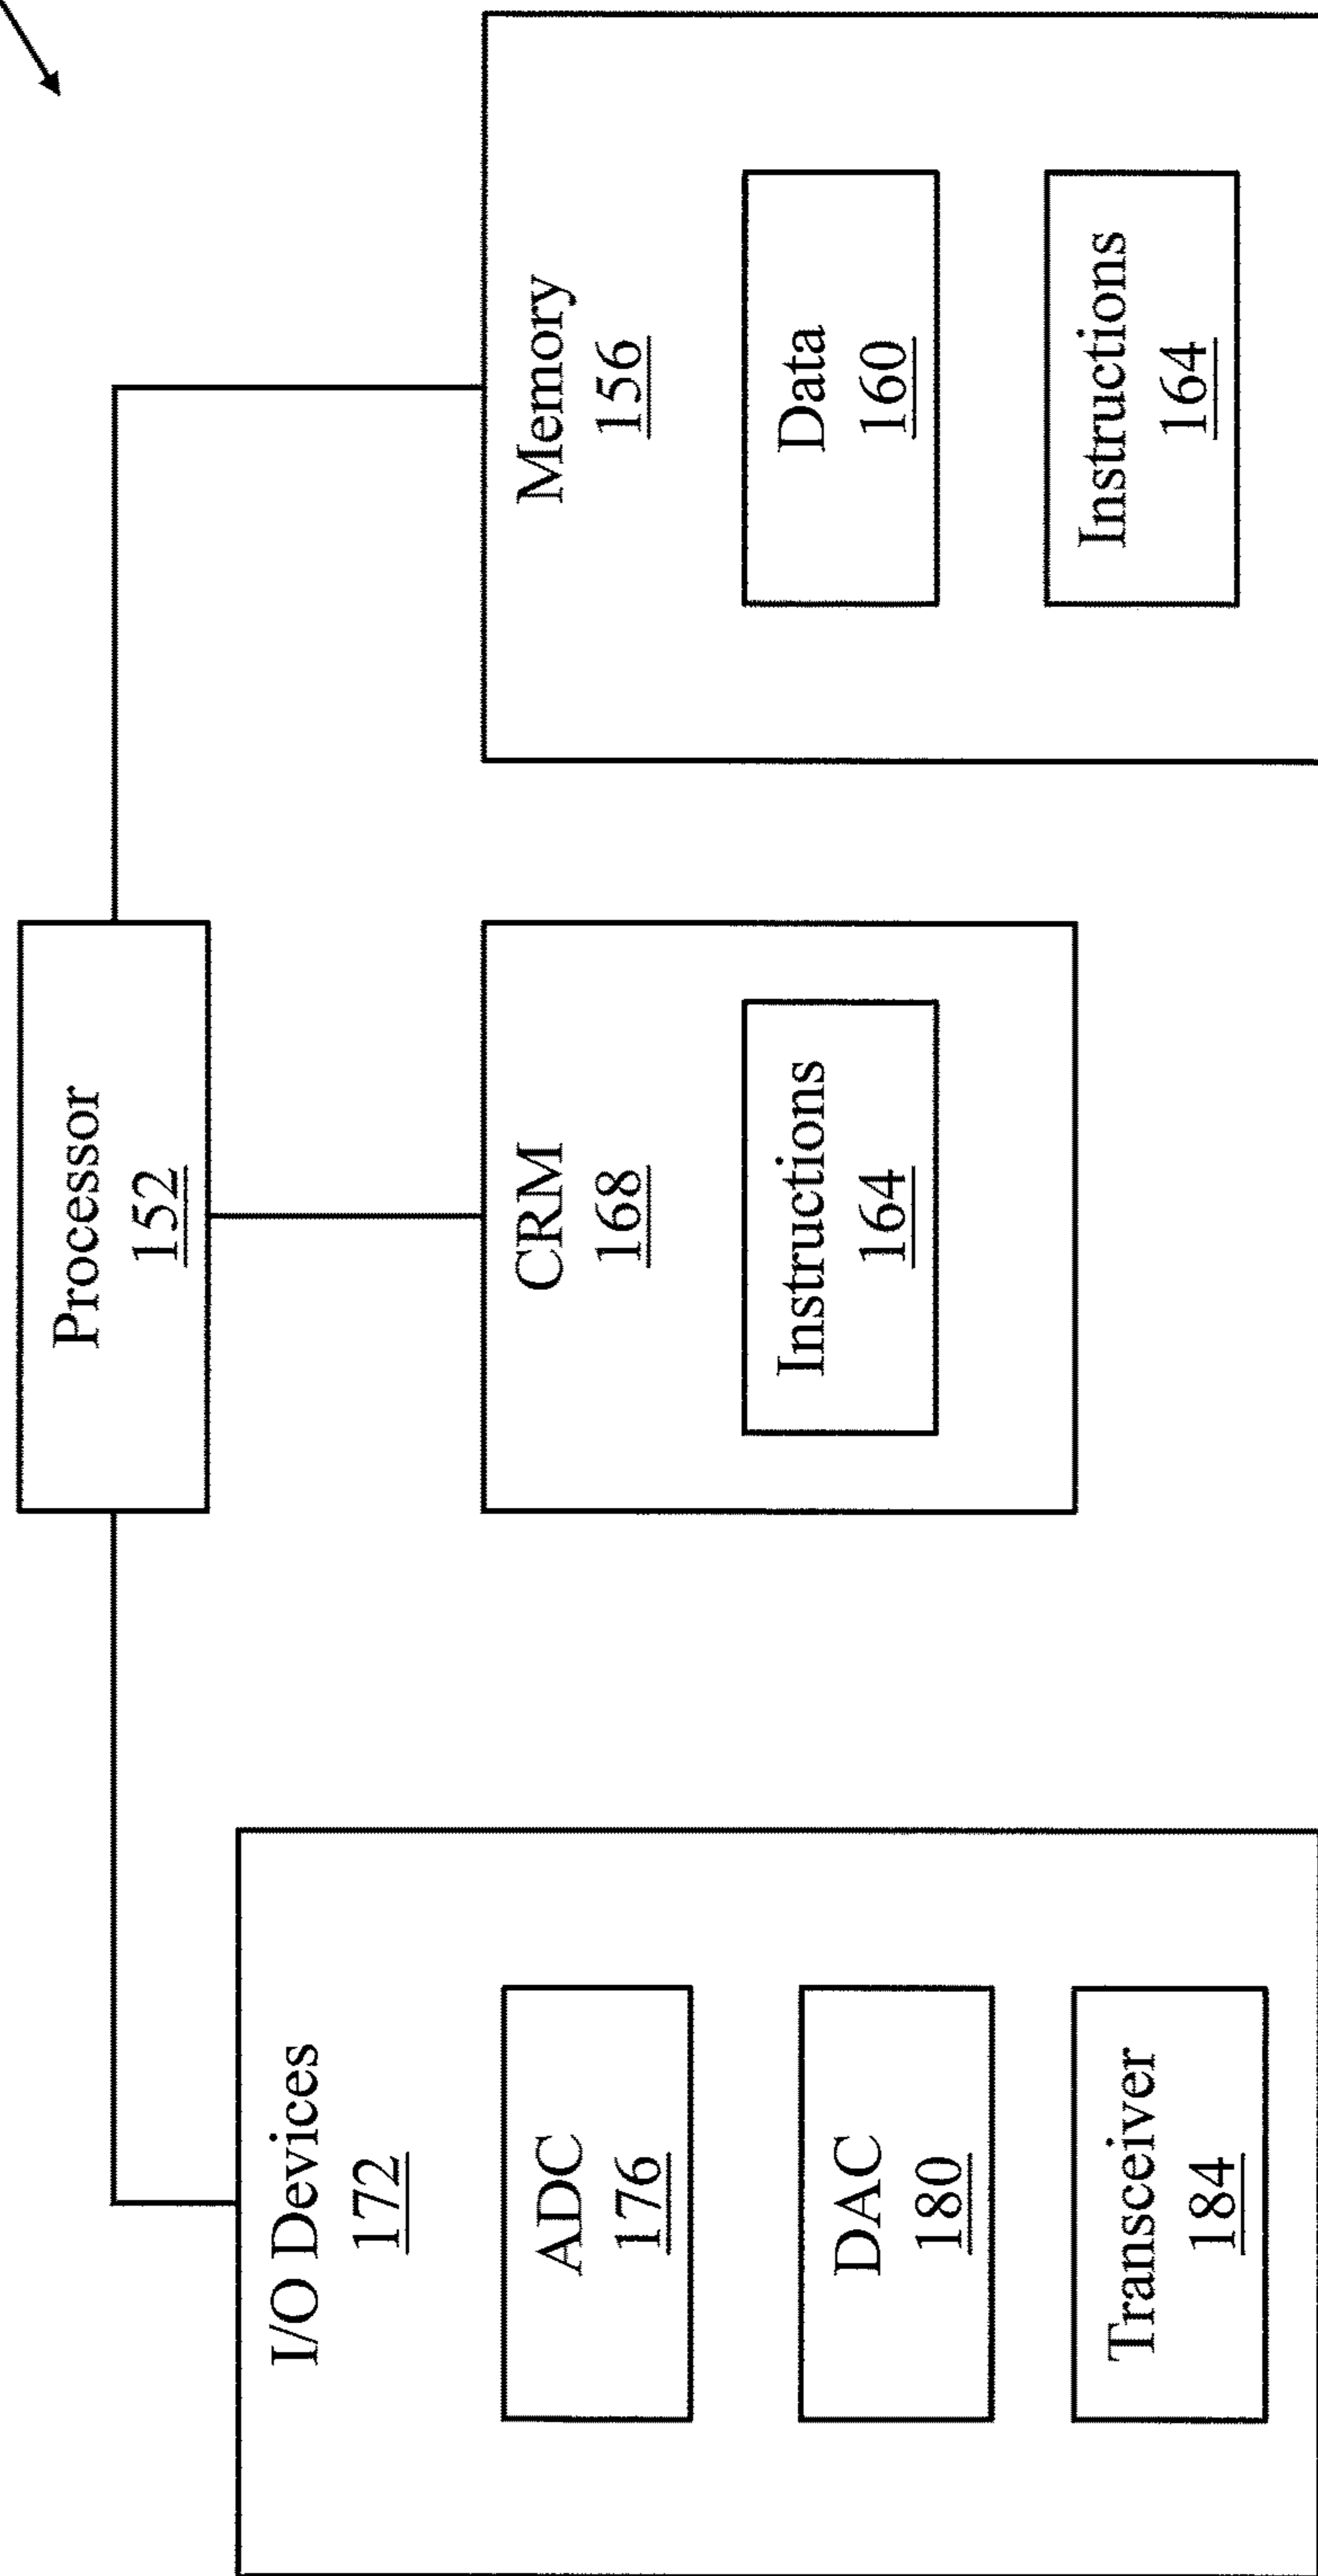 Processor
152
I/O Devices
172
ADC
176
DAC
180
Transceiver
184
CRM
168
Instructions
164
Memory
156
Data
160
Instructions
164